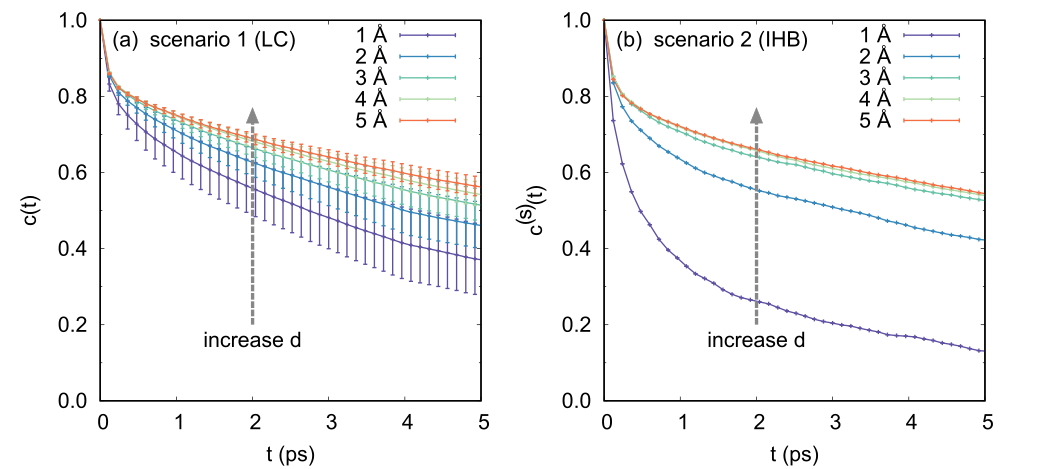 (a) scenario 1 (LC)
1 Å
2 Å
3 Å
4 Å
5 Å
increase d
c(t)
1.0
0.8
0.6
0.4
0.2
0.0
0 1 2 3 4 5
t (ps)
(b) scenario 2 (IHB)
1 Å
2 Å
3 Å
4 Å
5 Å
increase d
c(s)(t)
1.0
0.8
0.6
0.4
0.2
0.0
0 1 2 3 4 5
t (ps)